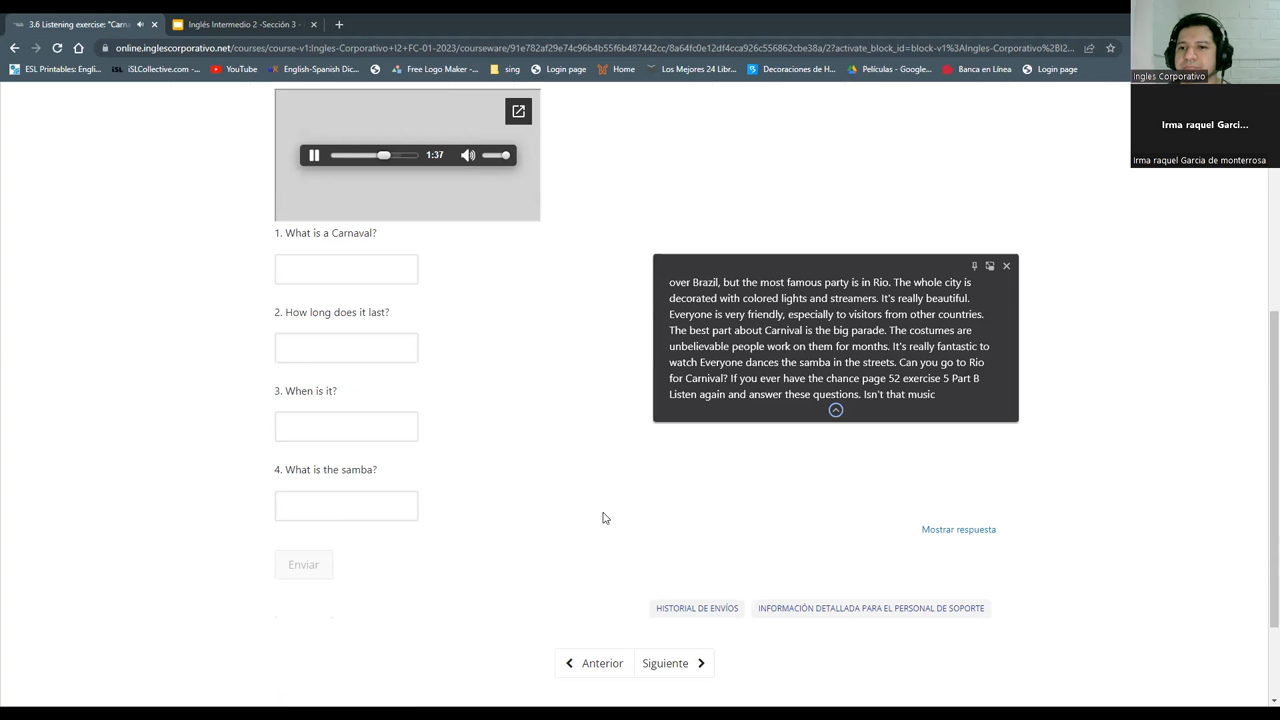 3.6 Listening exercise: "Carna
Inglés Intermedio 2 -Sección 3 -
online.inglescorporativo.net/courses/course-v1:Ingles-Corporativo+I2+FC-01-2023/courseware/91e782af29e74c96b4b55f6b487442cc/8a64fc0e12df4cca926c556862cbe38a/2?activate_block_id=block-v1%3AIngles-Corporativo%2BI2...
ESL Printables: Engli...
iSLCollective.com -...
YouTube
English-Spanish Dic...
Free Logo Maker -...
sing
Login page
Home
Los Mejores 24 Libr...
Decoraciones de H...
Películas - Google...
Banca en Línea
Login page
Ingles Corporativo
Irma raquel Garci...
Irma raquel Garcia de monterrosa
1:37
1. What is a Carnaval?
2. How long does it last?
3. When is it?
4. What is the samba?
over Brazil, but the most famous party is in Rio. The whole city is
decorated with colored lights and streamers. It's really beautiful.
Everyone is very friendly, especially to visitors from other countries.
The best part about Carnival is the big parade. The costumes are
unbelievable people work on them for months. It's really fantastic to
watch Everyone dances the samba in the streets. Can you go to Rio
for Carnival? If you ever have the chance page 52 exercise 5 Part B
Listen again and answer these questions. Isn't that music
Mostrar respuesta
Enviar
HISTORIAL DE ENVÍOS
INFORMACIÓN DETALLADA PARA EL PERSONAL DE SOPORTE
Anterior
Siguiente